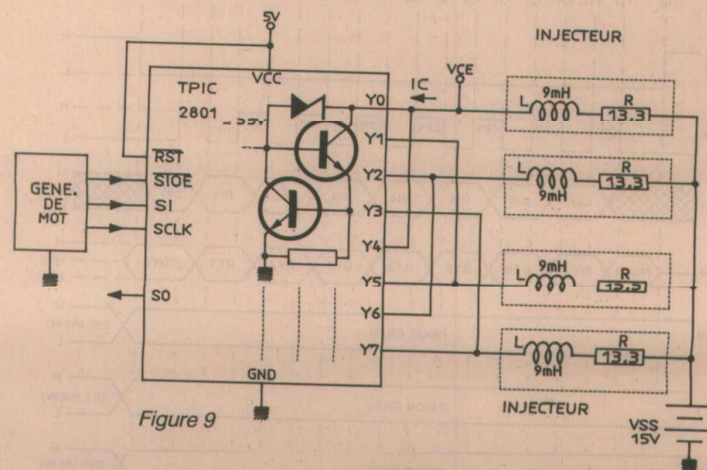 5V
INJECTEUR
VCC
TPIC
2801
IC
VCE
Y0
Y1
Y2
Y3
Y4
Y5
Y6
Y7
L
9mH
R
13.3
L
9mH
R
13.3
L
9mH
R
L
9mH
R
13.3
RST
SIOE
SI
SCLK
SO
GENE.
DE
MOT
GND
INJECTEUR
VSS
15V
Figure 9